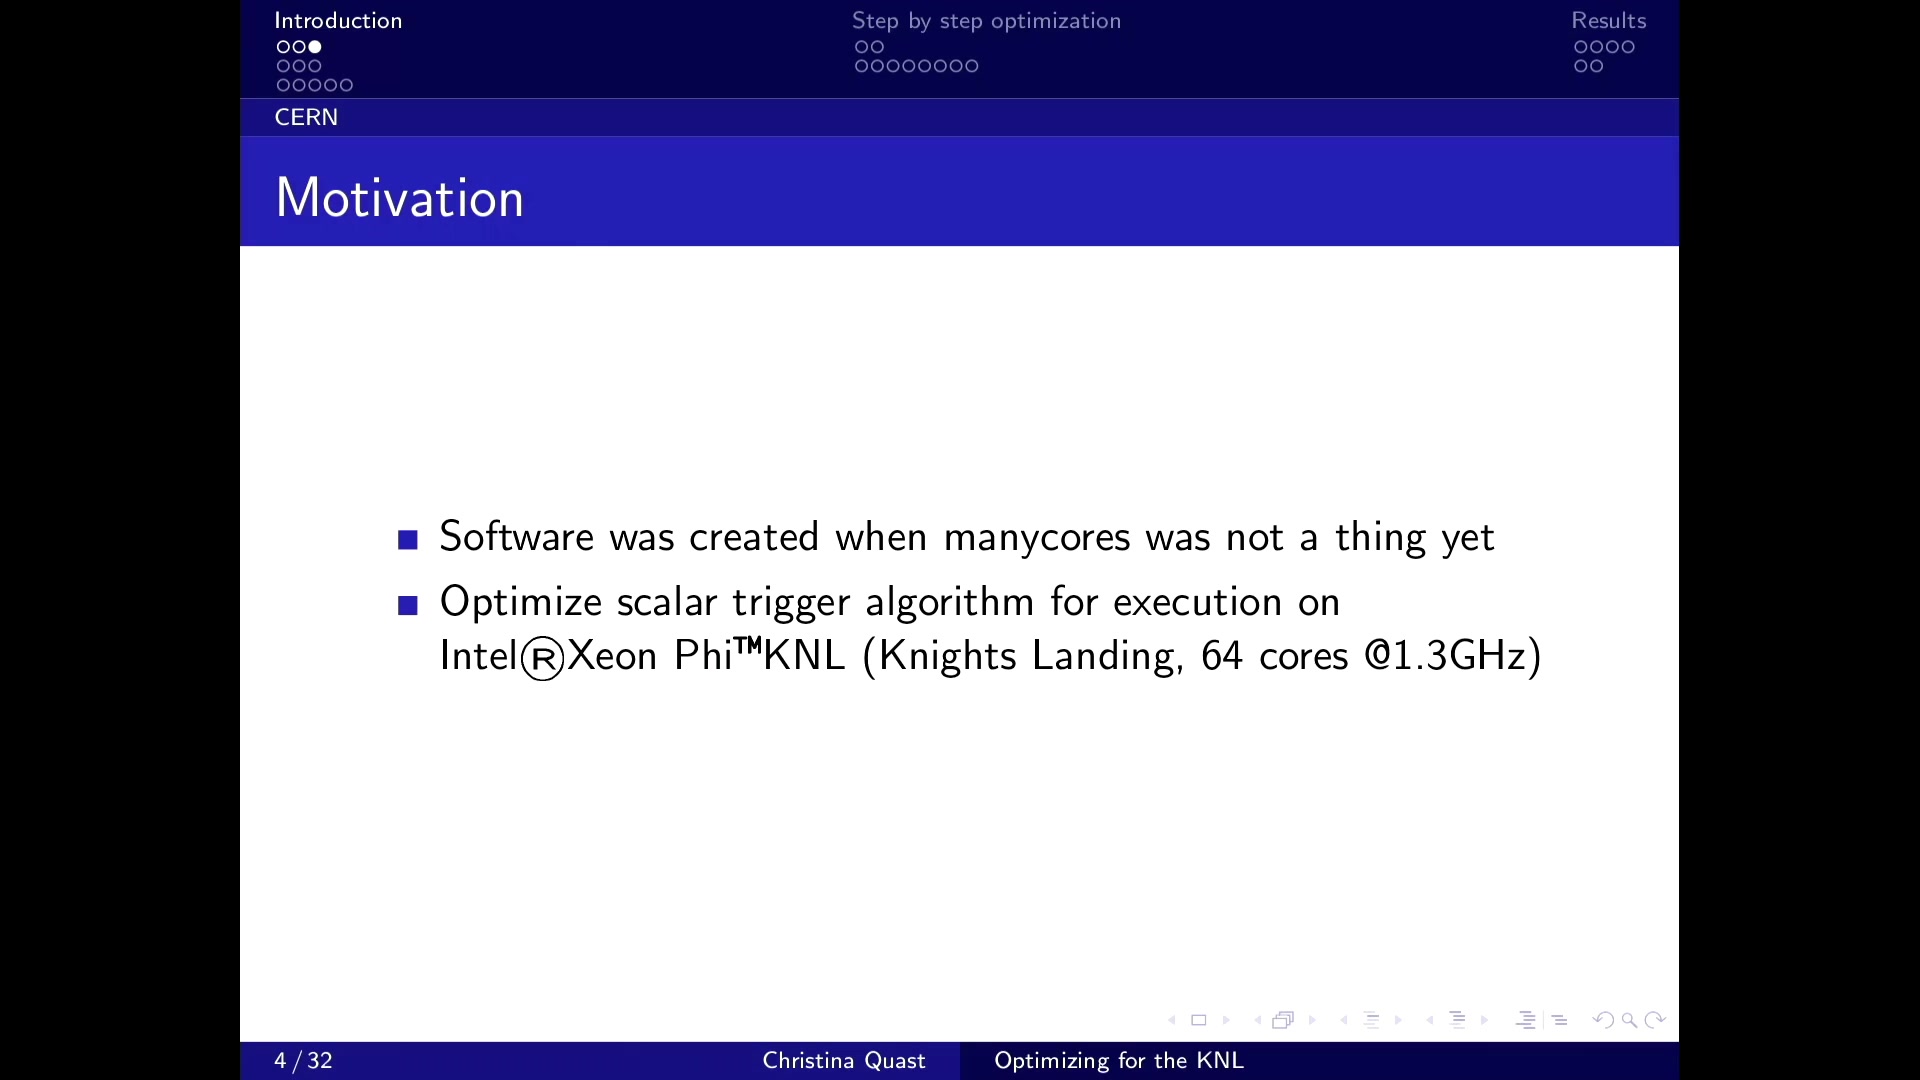 Introduction
Step by step optimization
Results
CERN
Motivation
Software was created when manycores was not a thing yet
Optimize scalar trigger algorithm for execution on
Intel®Xeon Phi™KNL (Knights Landing, 64 cores @1.3GHz)
4 / 32
Christina Quast
Optimizing for the KNL